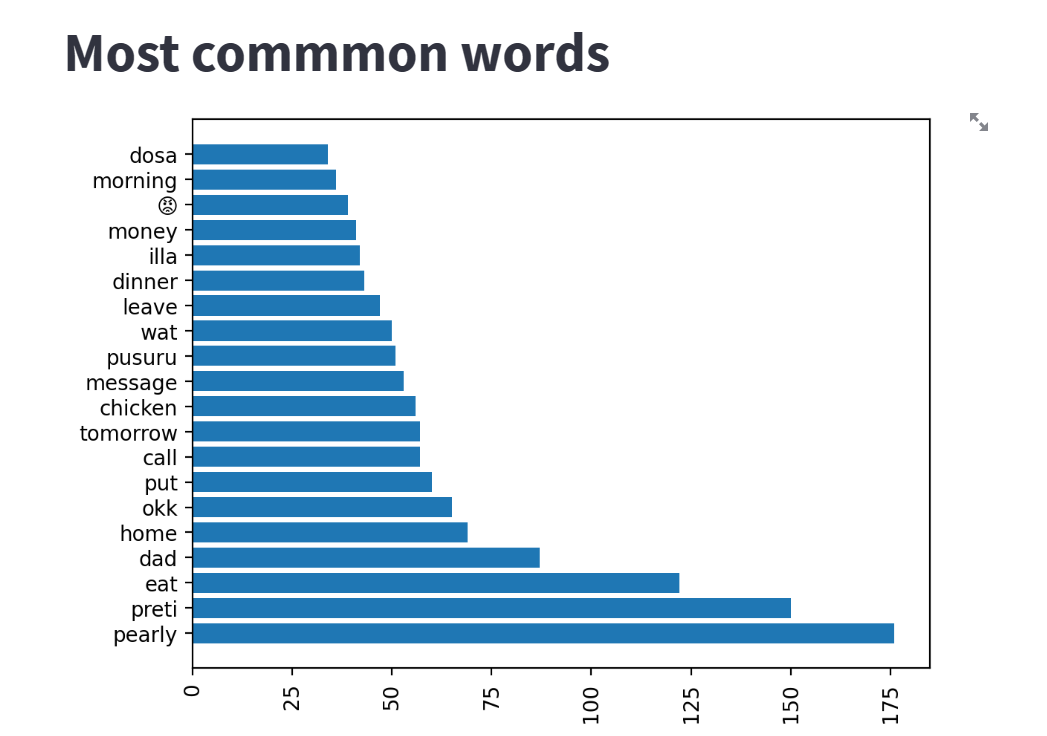 Most commmon words
dosa
morning
😡
money
illa
dinner
leave
wat
pusuru
message
chicken
tomorrow
call
put
okk
home
dad
eat
preti
pearly
0 25 50 75 100 125 150 175